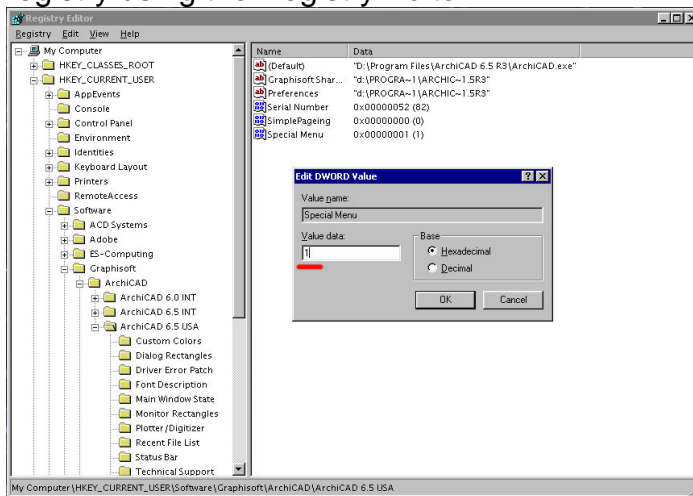 Registry Editor
Registry Edit View Help
My Computer
HKEY_CLASSES_ROOT
HKEY_CURRENT_USER
AppEvents
Console
Control Panel
Environment
Identities
Keyboard Layout
Printers
RemoteAccess
Software
ACD Systems
Adobe
ES-Computing
Graphisoft
ArchiCAD
ArchiCAD 6.0 INT
ArchiCAD 6.5 INT
ArchiCAD 6.5 USA
Custom Colors
Dialog Rectangles
Driver Error Patch
Font Description
Main Window State
Monitor Rectangles
Plotter/Digitizer
Recent File List
Status Bar
Technical Support
Name Data
(Default) "D:\Program Files\ArchiCAD 6.5 R3\ArchiCAD.exe"
Graphisoft Shar... "d:\PROGRA~1\ARCHIC~1.5R3"
Preferences "d:\PROGRA~1\ARCHIC~1.5R3"
Serial Number 0x00000052 (82)
SimplePageing 0x00000000 (0)
Special Menu 0x00000001 (1)
Edit DWORD Value
Value name:
Special Menu
Value data:
1
Base
Hexadecimal
Decimal
OK Cancel
My Computer\HKEY_CURRENT_USER\Software\Graphisoft\ArchiCAD\ArchiCAD 6.5 USA